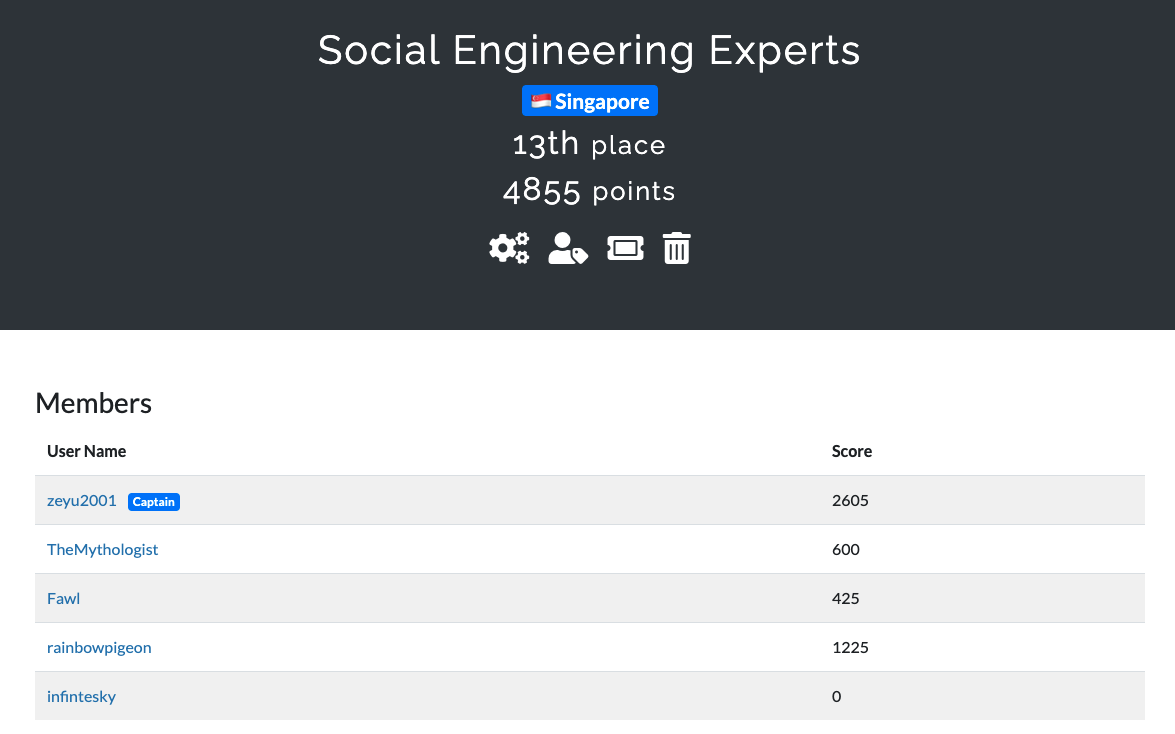 Social Engineering Experts
🇸🇬Singapore
13th place
4855 points
Members
User Name Score
zeyu2001 Captain 2605
TheMythologist 600
Fawl 425
rainbowpigeon 1225
infintesky 0